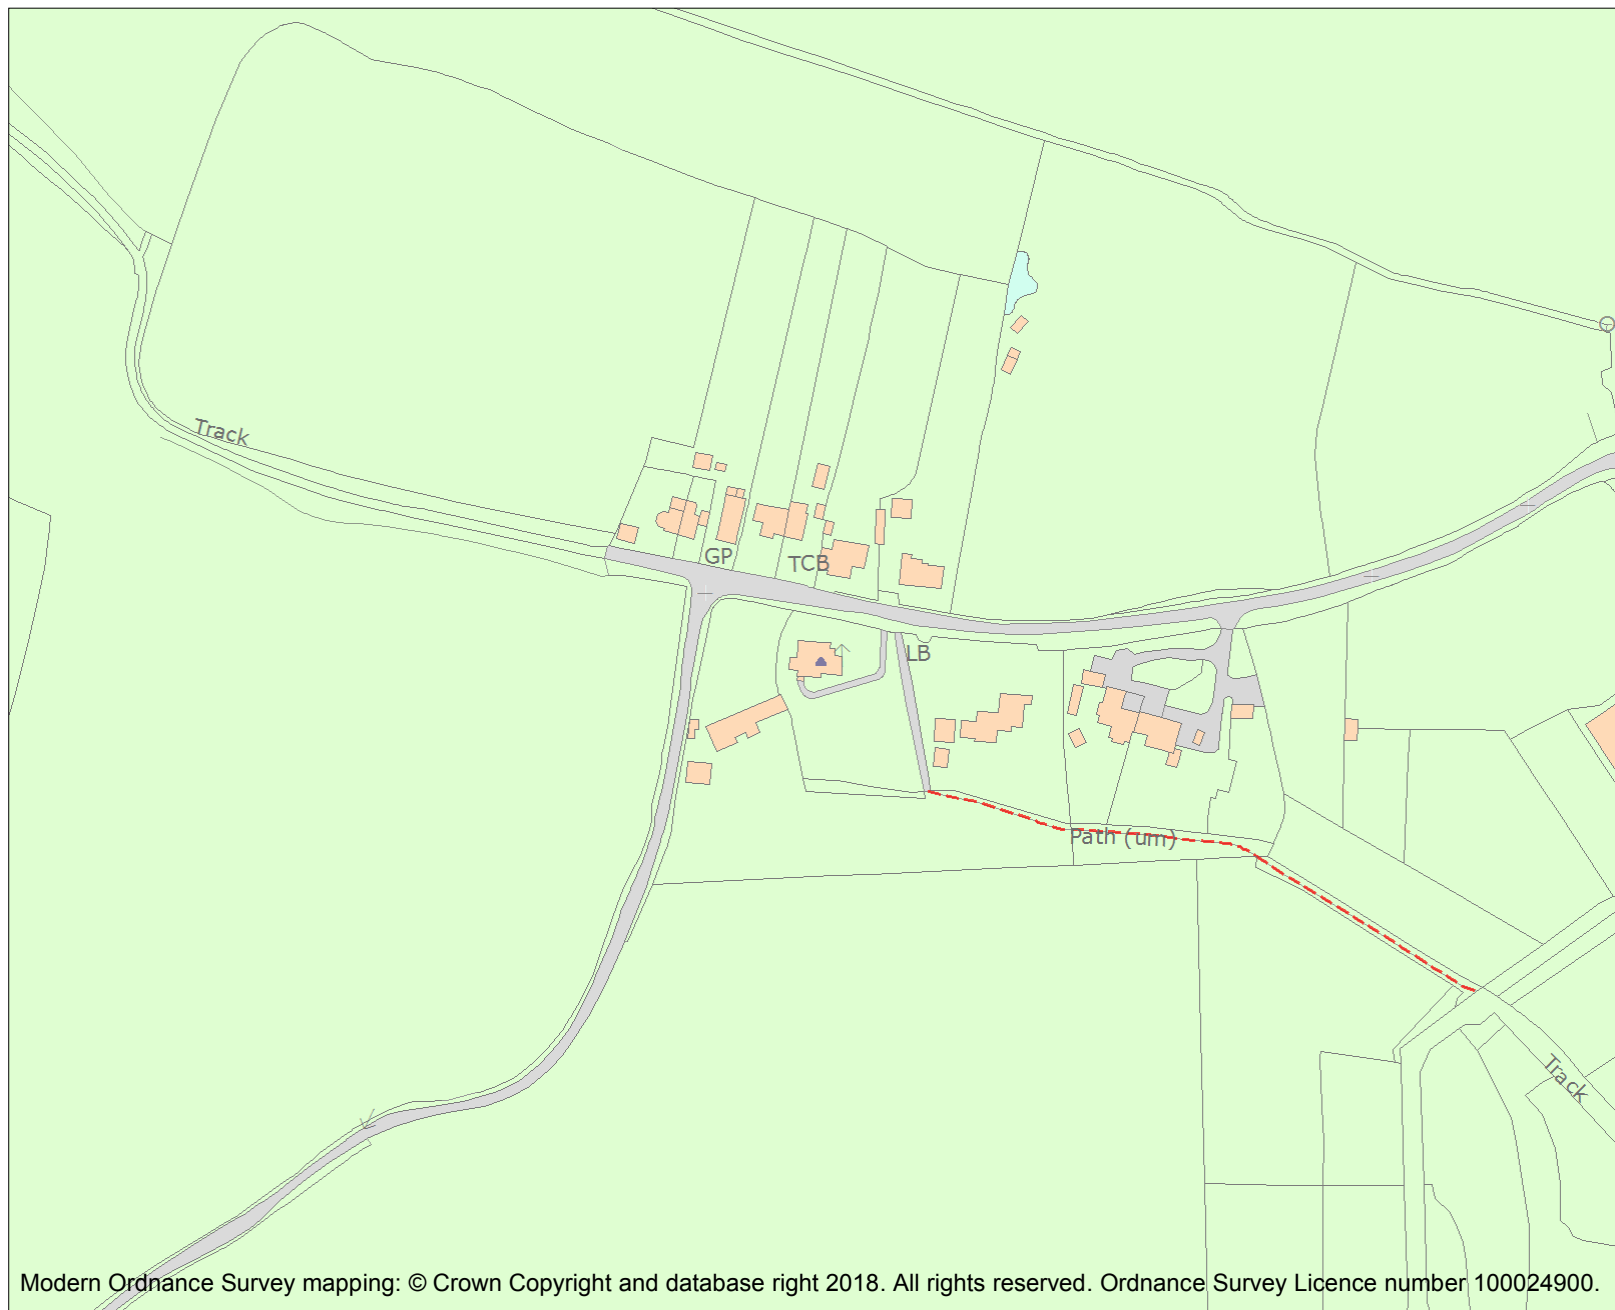 Track
GP
TCB
LB
Path (um)
Track
Modern Ordnance Survey mapping: © Crown Copyright and database right 2018. All rights reserved. Ordnance Survey Licence number 100024900.